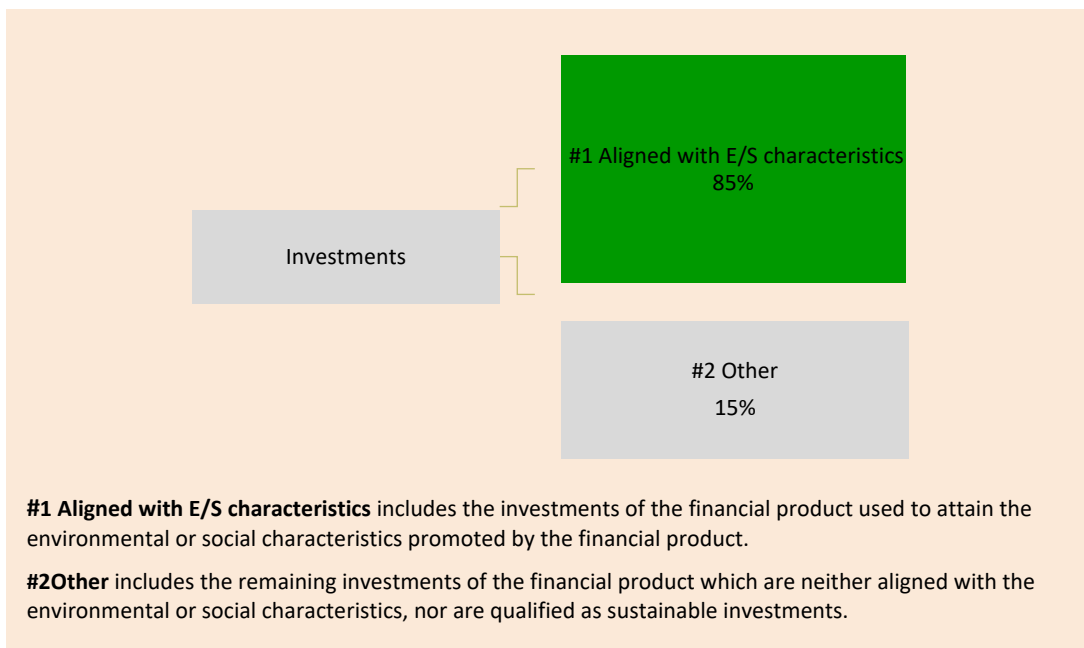 #1 Aligned with E/S characteristics
85%
Investments
#2 Other
15%
#1 Aligned with E/S characteristics includes the investments of the financial product used to attain the
environmental or social characteristics promoted by the financial product.
#2Other includes the remaining investments of the financial product which are neither aligned with the
environmental or social characteristics, nor are qualified as sustainable investments.